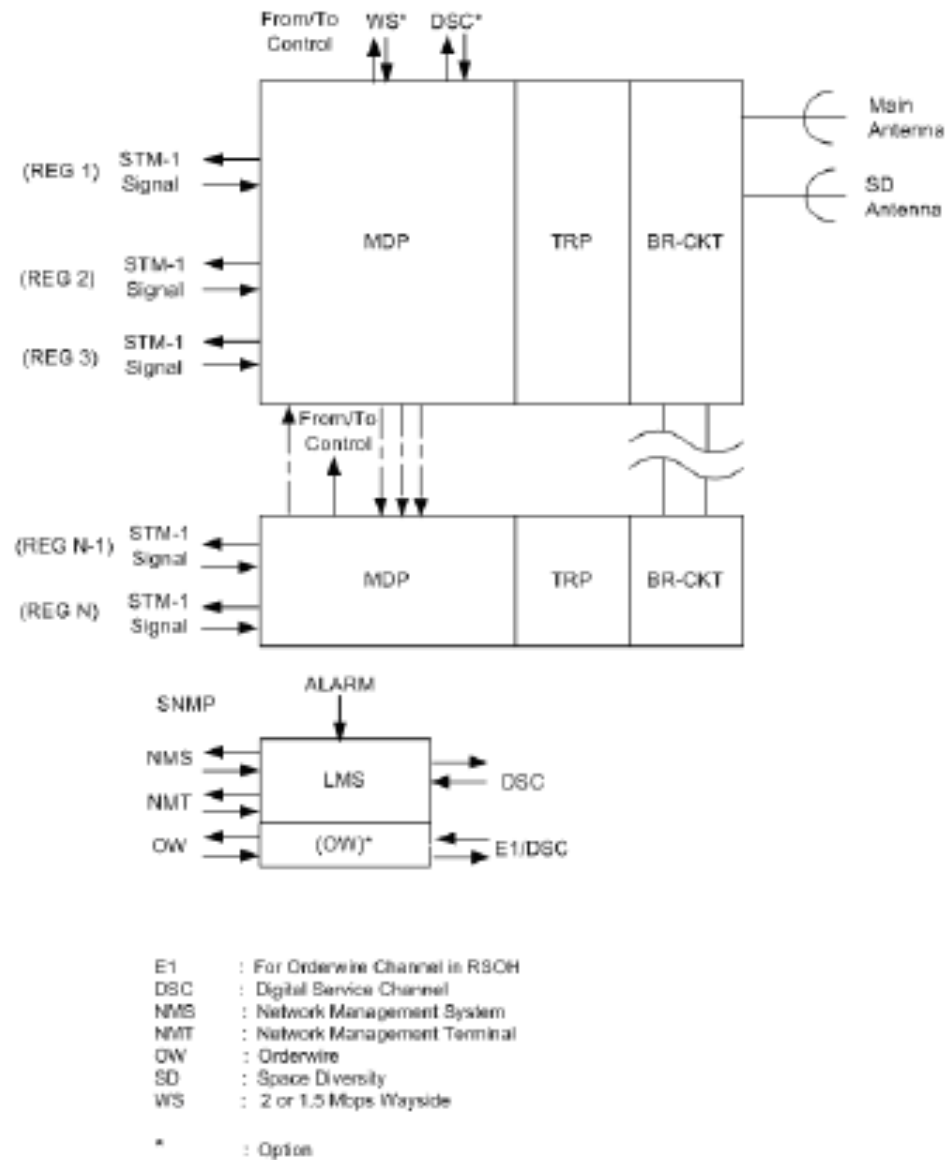 From/To
Control
WS*
DSC*
Main
Antenna
SD
Antenna
(REG 1)
STM-1
Signal
(REG 2)
STM-1
Signal
(REG 3)
STM-1
Signal
MDP
TRP
BR-CKT
From/To
Control
(REG N-1)
STM-1
Signal
(REG N)
STM-1
Signal
MDP
TRP
BR-CKT
SNMP
ALARM
NMS
NMT
OW
LMS
(OW)*
DSC
E1/DSC
E1 : For Orderwire Channel in RSOH
DSC : Digital Service Channel
NMS : Network Management System
NMT : Network Management Terminal
OW : Orderwire
SD : Space Diversity
WS : 2 or 1.5 Mbps Wayside
* : Option